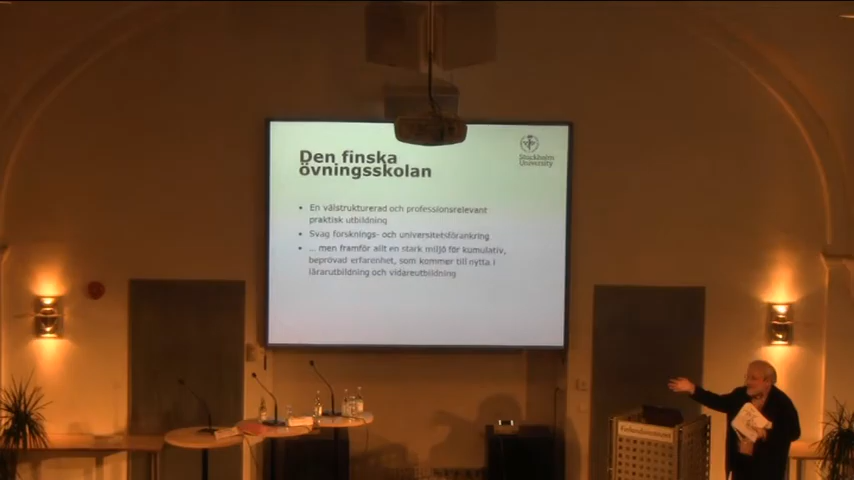 Den finska
övningsskolan
Stockholm
University
• En välstrukturerad och professionsrelevant
praktisk utbildning
• Svag forsknings- och universitetsförankring
• ... men framför allt en stark miljö för kumulativ,
beprövad erfarenhet, som kommer till nytta i
lärarutbildning och vidareutbildning